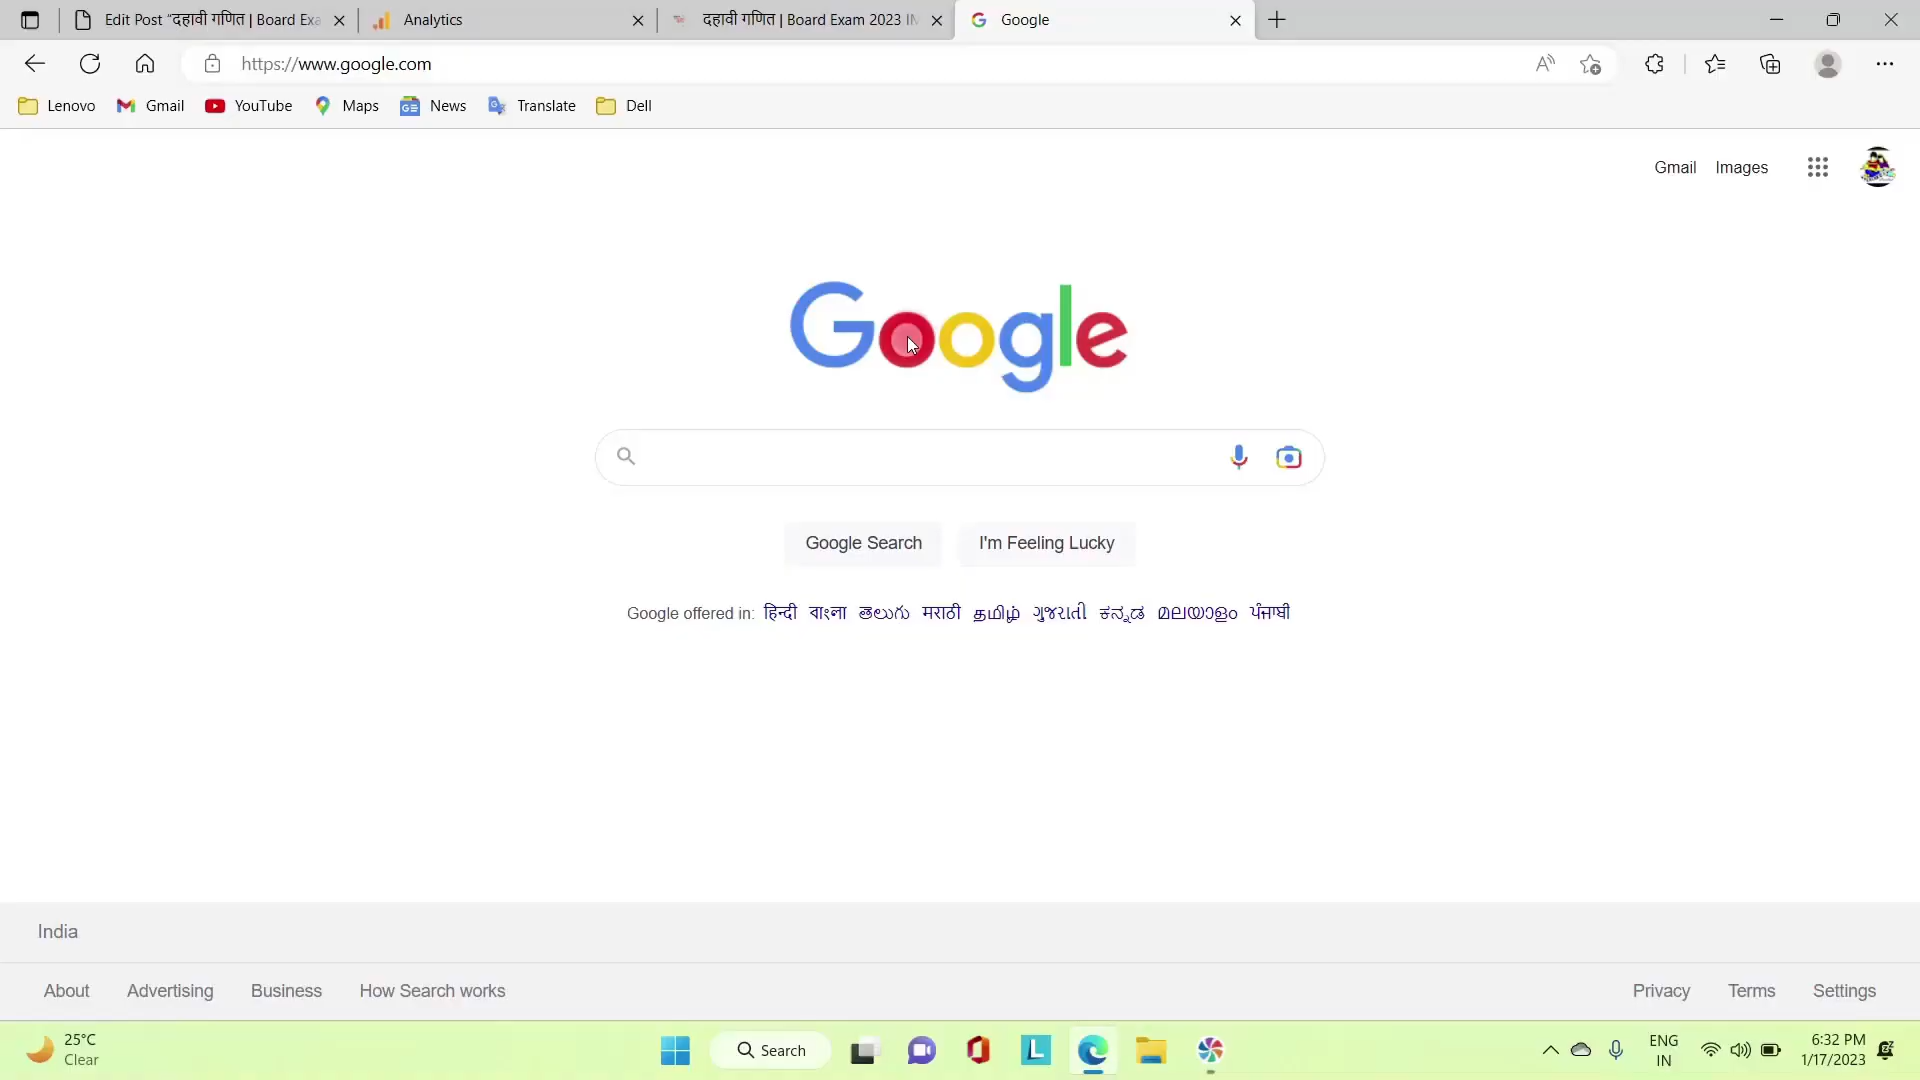 Edit Post “दहावी गणित | Board Exa
Analytics
दहावी गणित | Board Exam 2023 IM
Google
https://www.google.com
Lenovo
Gmail
YouTube
Maps
News
Translate
Dell
Gmail
Images
Google
Google Search
I'm Feeling Lucky
Google offered in: हिन्दी বাংলা తెలుగు मराठी தமிழ் ગુજરાતી ಕನ್ನಡ മലയാളം ਪੰਜਾਬੀ
India
About
Advertising
Business
How Search works
Privacy
Terms
Settings
25°C
Clear
Search
ENG
IN
6:32 PM
1/17/2023